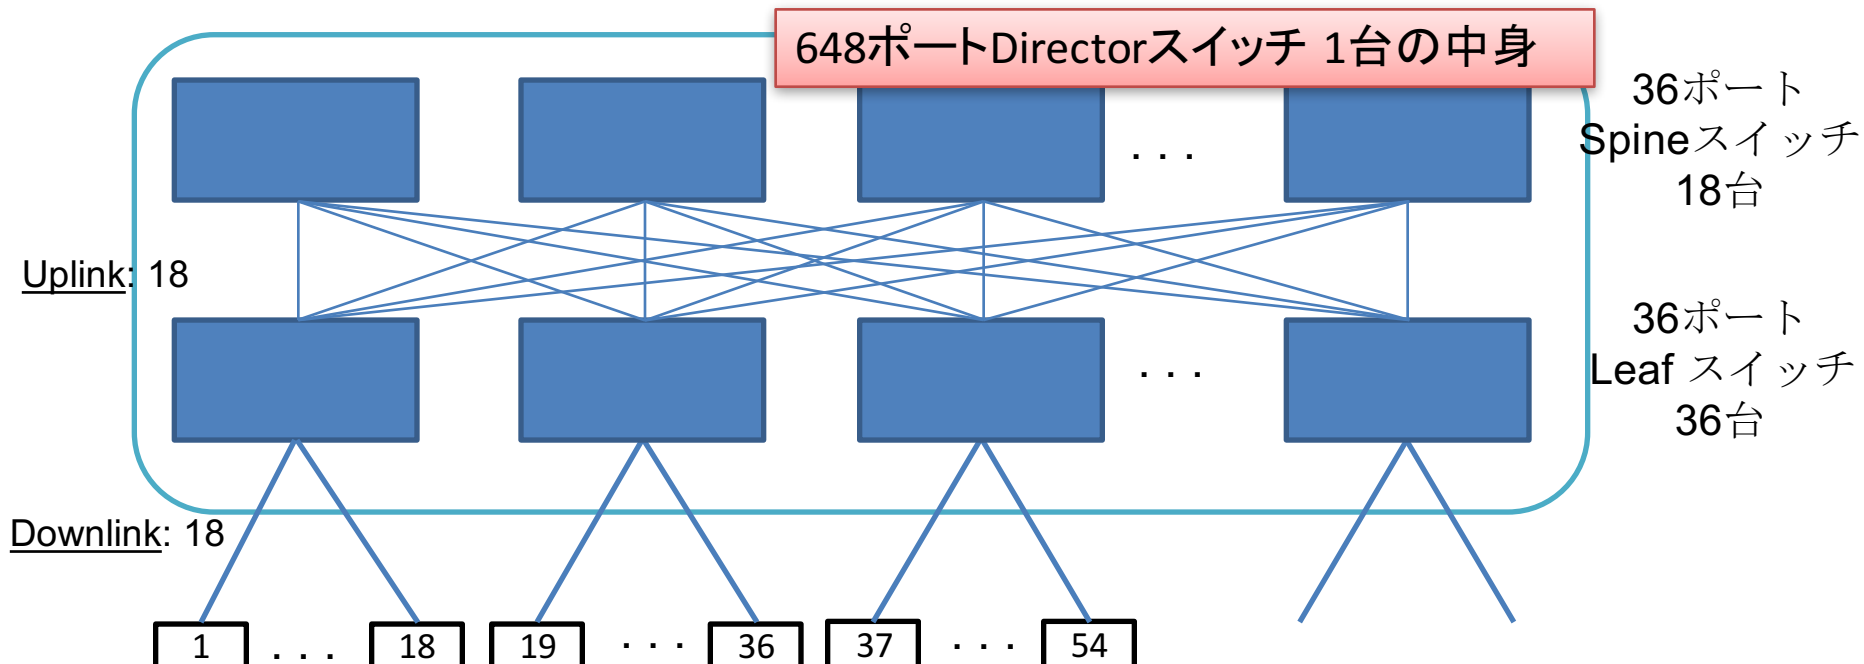 648ポートDirectorスイッチ 1台の中身
36ポート
Spineスイッチ
18台
. . .
Uplink: 18
36ポート
Leaf スイッチ
36台
. . .
Downlink: 18
1 . . . 18 19 . . . 36 37 . . . 54